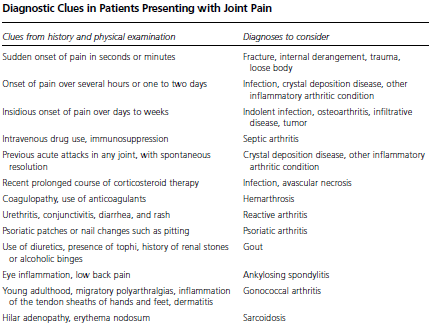 Diagnostic Clues in Patients Presenting with Joint Pain
Clues from history and physical examination Diagnoses to consider
Sudden onset of pain in seconds or minutes Fracture, internal derangement, trauma,
loose body
Onset of pain over several hours or one to two days Infection, crystal deposition disease, other
inflammatory arthritic condition
Insidious onset of pain over days to weeks Indolent infection, osteoarthritis, infiltrative
disease, tumor
Intravenous drug use, immunosuppression Septic arthritis
Previous acute attacks in any joint, with spontaneous Crystal deposition disease, other inflammatory
resolution arthritic condition
Recent prolonged course of corticosteroid therapy Infection, avascular necrosis
Coagulopathy, use of anticoagulants Hemarthrosis
Urethritis, conjunctivitis, diarrhea, and rash Reactive arthritis
Psoriatic patches or nail changes such as pitting Psoriatic arthritis
Use of diuretics, presence of tophi, history of renal stones Gout
or alcoholic binges
Eye inflammation, low back pain Ankylosing spondylitis
Young adulthood, migratory polyarthralgias, inflammation Gonococcal arthritis
of the tendon sheaths of hands and feet, dermatitis
Hilar adenopathy, erythema nodosum Sarcoidosis